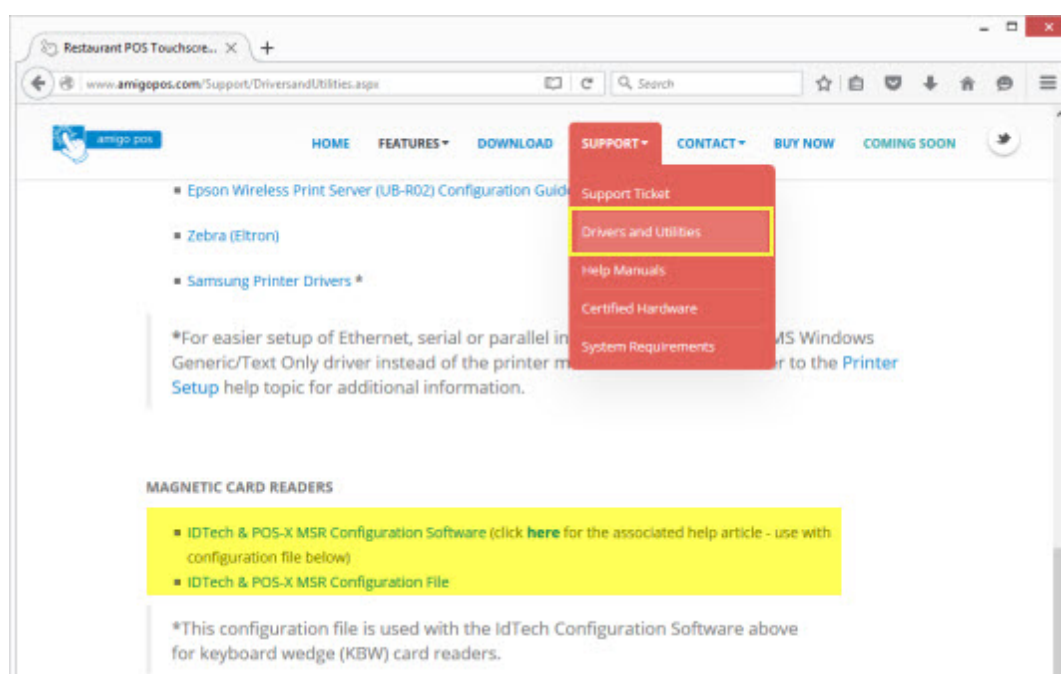 Restaurant POS Touchscre...
www.amigopos.com/Support/DriversandUtilities.aspx
Search
amigo pos
HOME FEATURES DOWNLOAD SUPPORT CONTACT BUY NOW COMING SOON
Support Ticket
Drivers and Utilities
Help Manuals
Certified Hardware
System Requirements
Epson Wireless Print Server (UB-R02) Configuration Guid
Zebra (Eltron)
Samsung Printer Drivers *
*For easier setup of Ethernet, serial or parallel in MS Windows
Generic/Text Only driver instead of the printer m r to the Printer
Setup help topic for additional information.
MAGNETIC CARD READERS
IDTech & POS-X MSR Configuration Software (click here for the associated help article - use with
configuration file below)
IDTech & POS-X MSR Configuration File
*This configuration file is used with the IdTech Configuration Software above
for keyboard wedge (KBW) card readers.